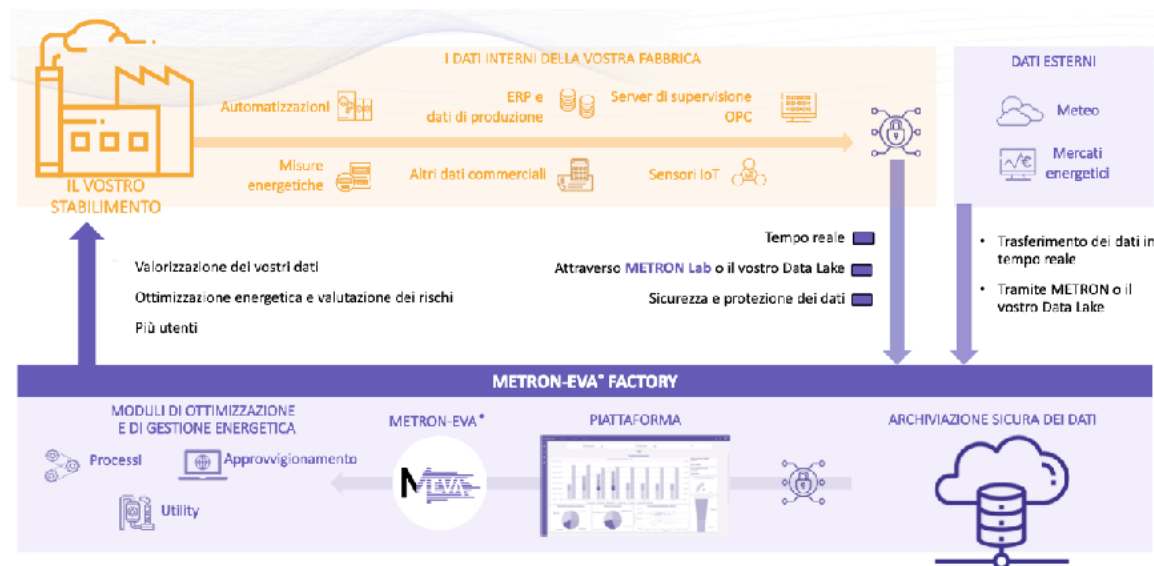 I DATI INTERNI DELLA VOSTRA FABBRICA
Automatizzazioni
ERP e
dati di produzione
Server di supervisione
OPC
Misure
energetiche
Altri dati commerciali
Sensori IoT
IL VOSTRO
STABILIMENTO
DATI ESTERNI
Meteo
Mercati
energetici
Valorizzazione dei vostri dati
Ottimizzazione energetica e valutazione dei rischi
Più utenti
Tempo reale
Attraverso METRON Lab o il vostro Data Lake
Sicurezza e protezione dei dati
• Trasferimento dei dati in
tempo reale
• Tramite METRON o il
vostro Data Lake
METRON-EVA® FACTORY
MODULI DI OTTIMIZZAZIONE
E DI GESTIONE ENERGETICA
Processi
Approvvigionamento
Utility
METRON-EVA®
MEVA
PIATTAFORMA
ARCHIVIAZIONE SICURA DEI DATI